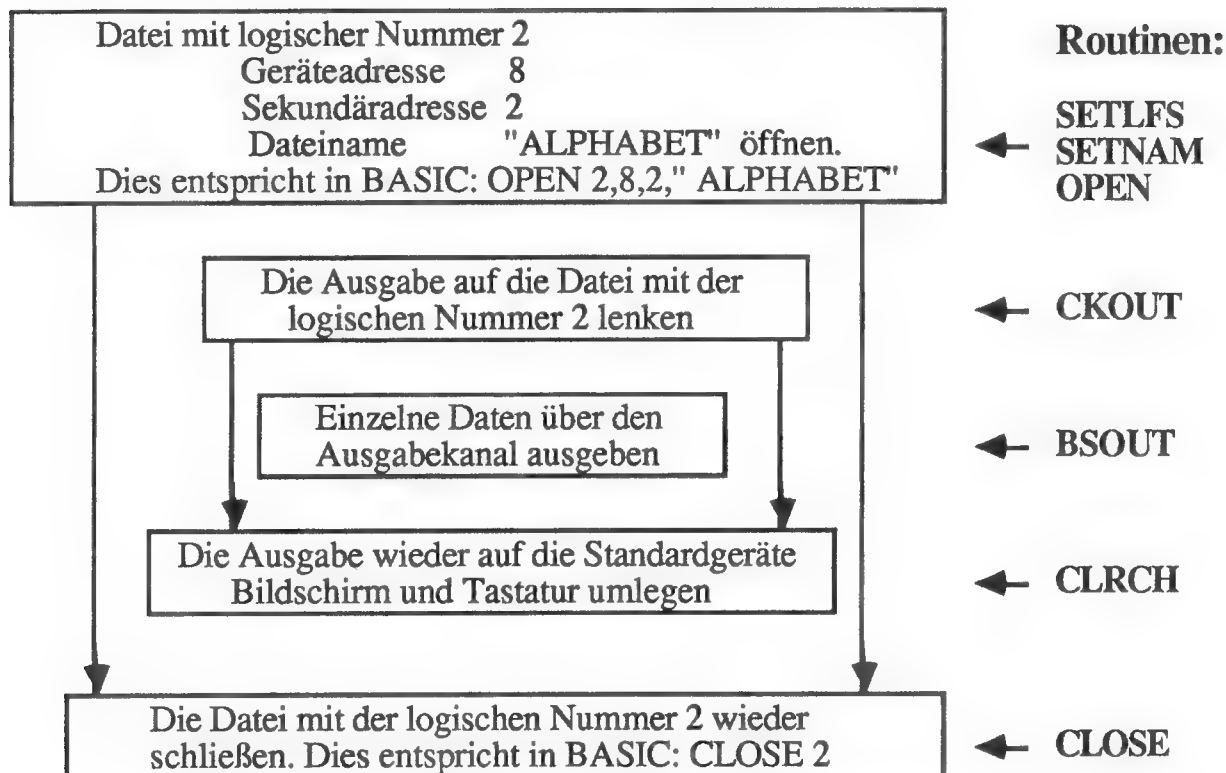 Datei mit logischer Nummer 2
Geräteadresse 8
Sekundäradresse 2
Dateiname "ALPHABET" öffnen.
Dies entspricht in BASIC: OPEN 2,8,2," ALPHABET"
Routinen:
SETLFS
SETNAM
OPEN
Die Ausgabe auf die Datei mit der
logischen Nummer 2 lenken
CKOUT
Einzelne Daten über den
Ausgabekanal ausgeben
BSOUT
Die Ausgabe wieder auf die Standardgeräte
Bildschirm und Tastatur umlegen
CLRCH
Die Datei mit der logischen Nummer 2 wieder
schließen. Dies entspricht in BASIC: CLOSE 2
CLOSE